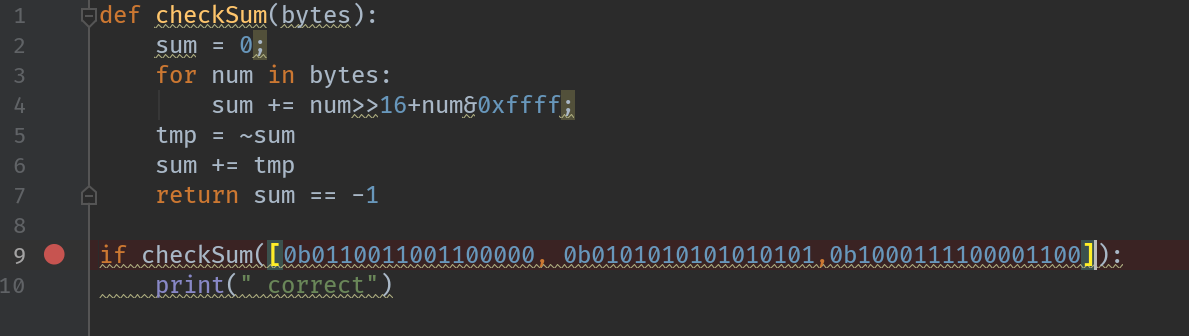 1 def checkSum(bytes):
2 sum = 0;
3 for num in bytes:
4 sum += num>>16+num&0xffff;
5 tmp = ~sum
6 sum += tmp
7 return sum == -1
8
9 if checkSum([0b0110011001100000, 0b0101010101010101,0b1000111100001100]):
10 print(" correct")